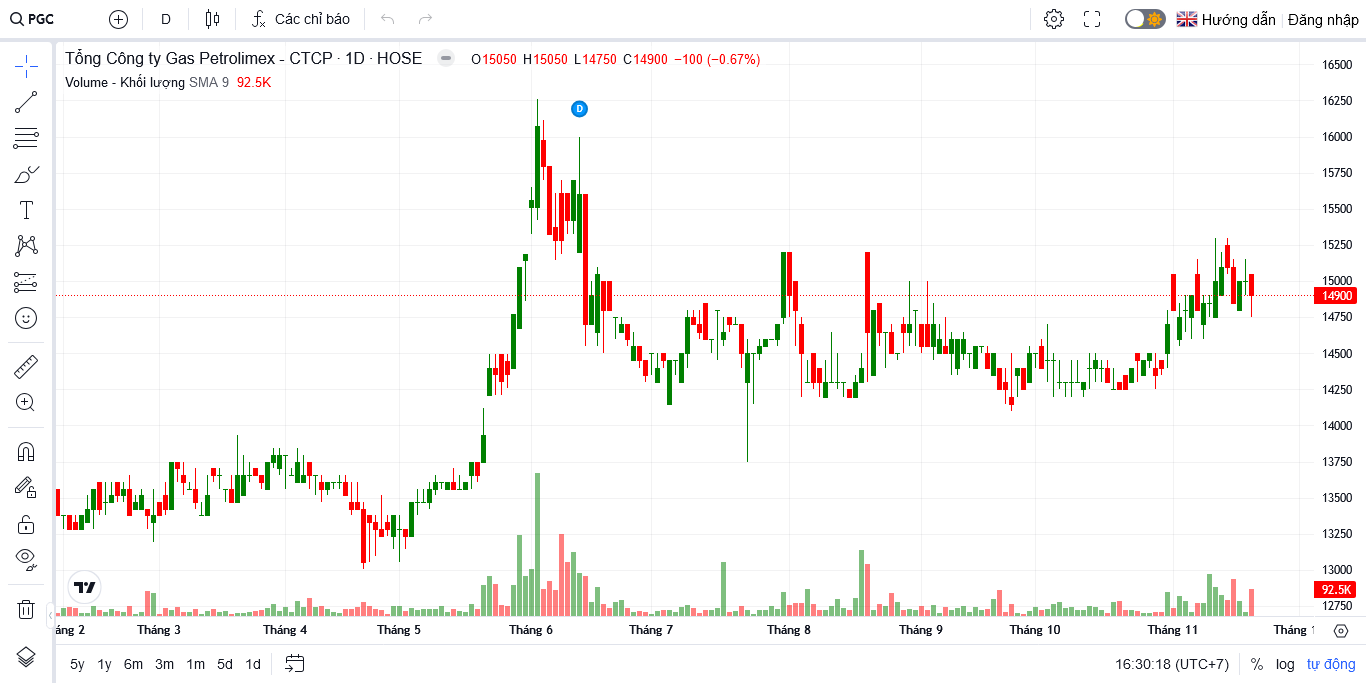 PGC D Các chỉ báo Hướng dẫn Đăng nhập
Tổng Công ty Gas Petrolimex - CTCP · 1D · HOSE O15050 H15050 L14750 C14900 −100 (−0.67%)
Volume - Khối lượng SMA 9 92.5K
D
16500
16250
16000
15750
15500
15250
15000
14900
14750
14500
14250
14000
13750
13500
13250
13000
92.5K
12750
áng 2 Tháng 3 Tháng 4 Tháng 5 Tháng 6 Tháng 7 Tháng 8 Tháng 9 Tháng 10 Tháng 11 Tháng 1
5y 1y 6m 3m 1m 5d 1d 16:30:18 (UTC+7) % log tự động